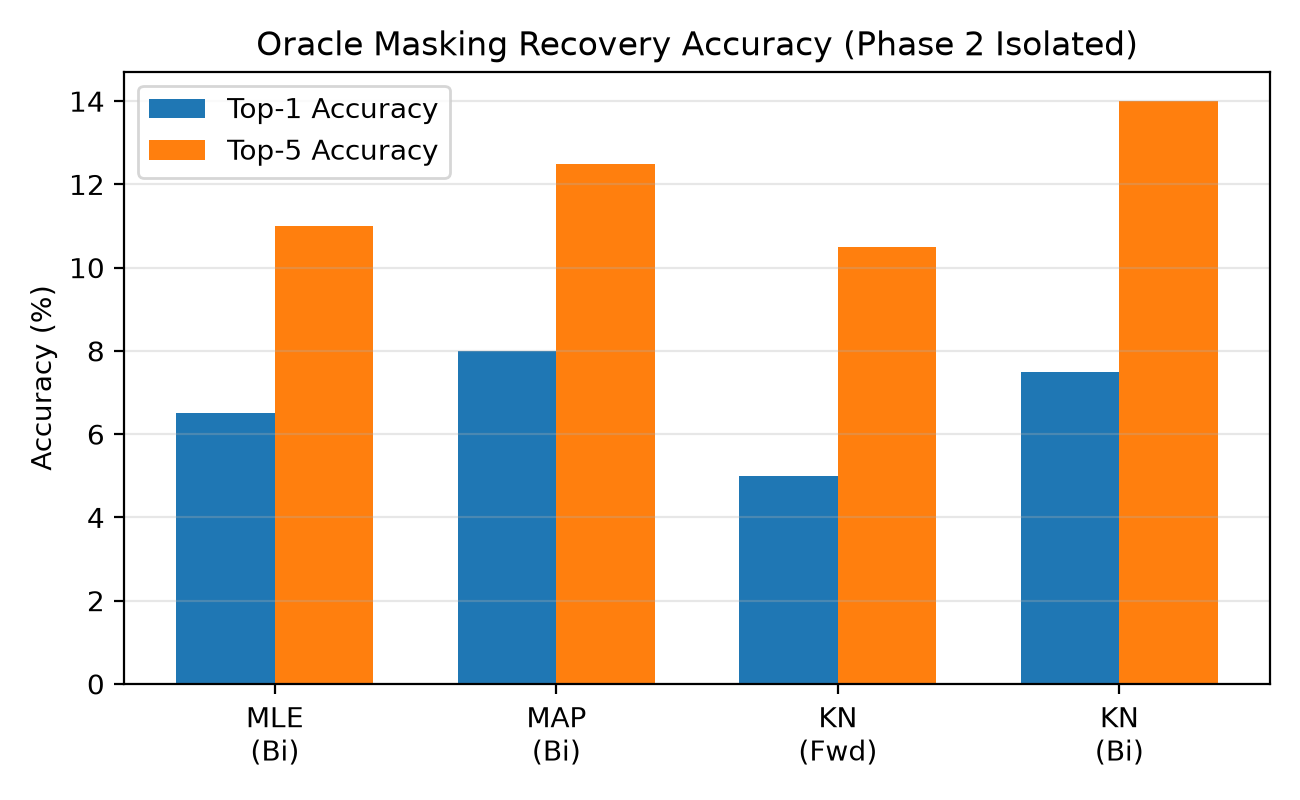 Oracle Masking Recovery Accuracy (Phase 2 Isolated)
Top-1 Accuracy
Top-5 Accuracy
Accuracy (%)
14
12
10
8
6
4
2
0
MLE
(Bi)
MAP
(Bi)
KN
(Fwd)
KN
(Bi)